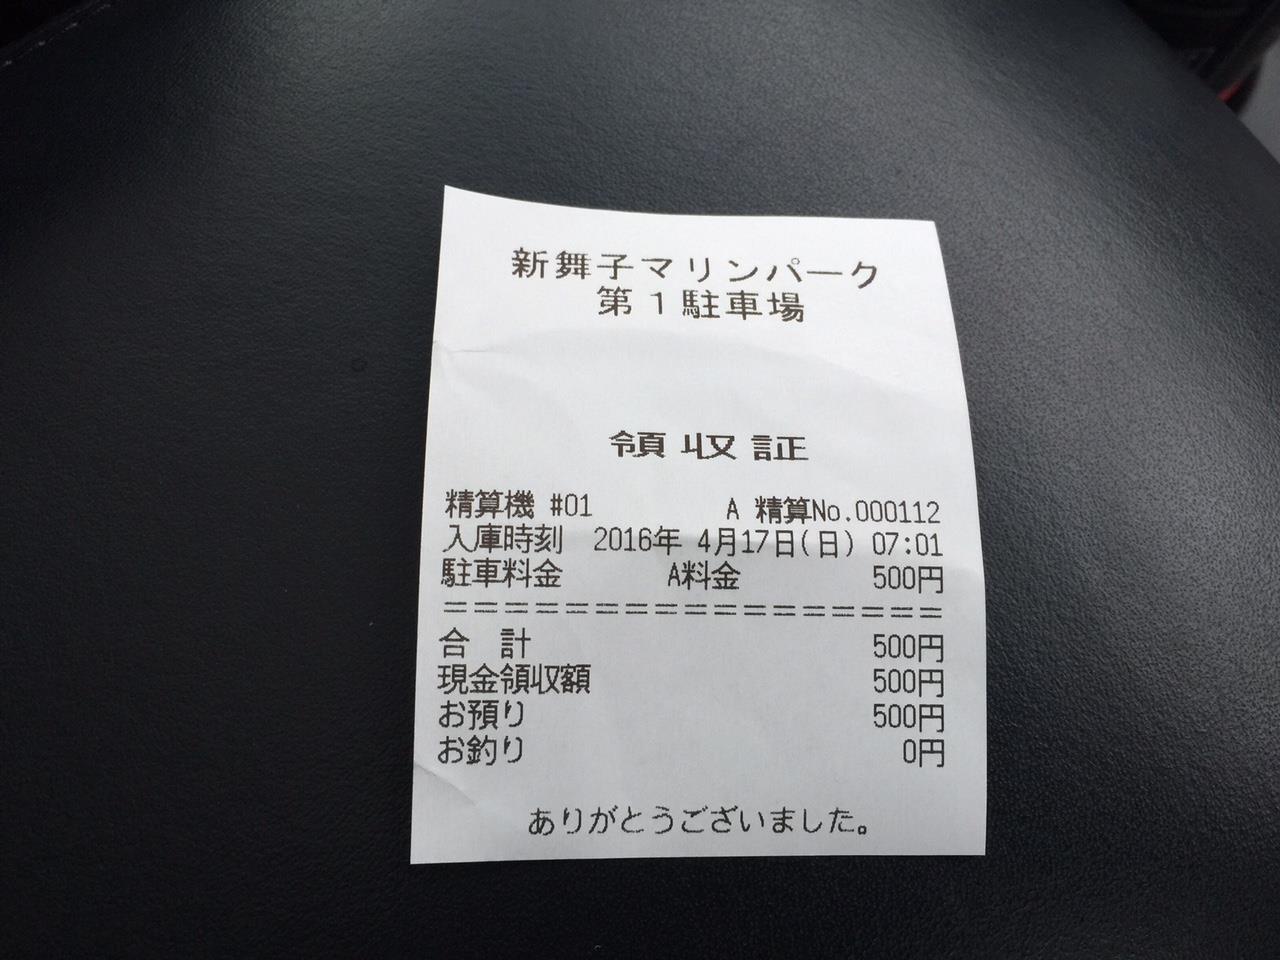 新舞子マリンパーク
第1駐車場
領収証
精算機 #01 A 精算No.000112
入庫時刻 2016年 4月17日(日) 07:01
駐車料金 A料金 500円
==================
合 計 500円
現金領収額 500円
お預り 500円
お釣り 0円
ありがとうございました。